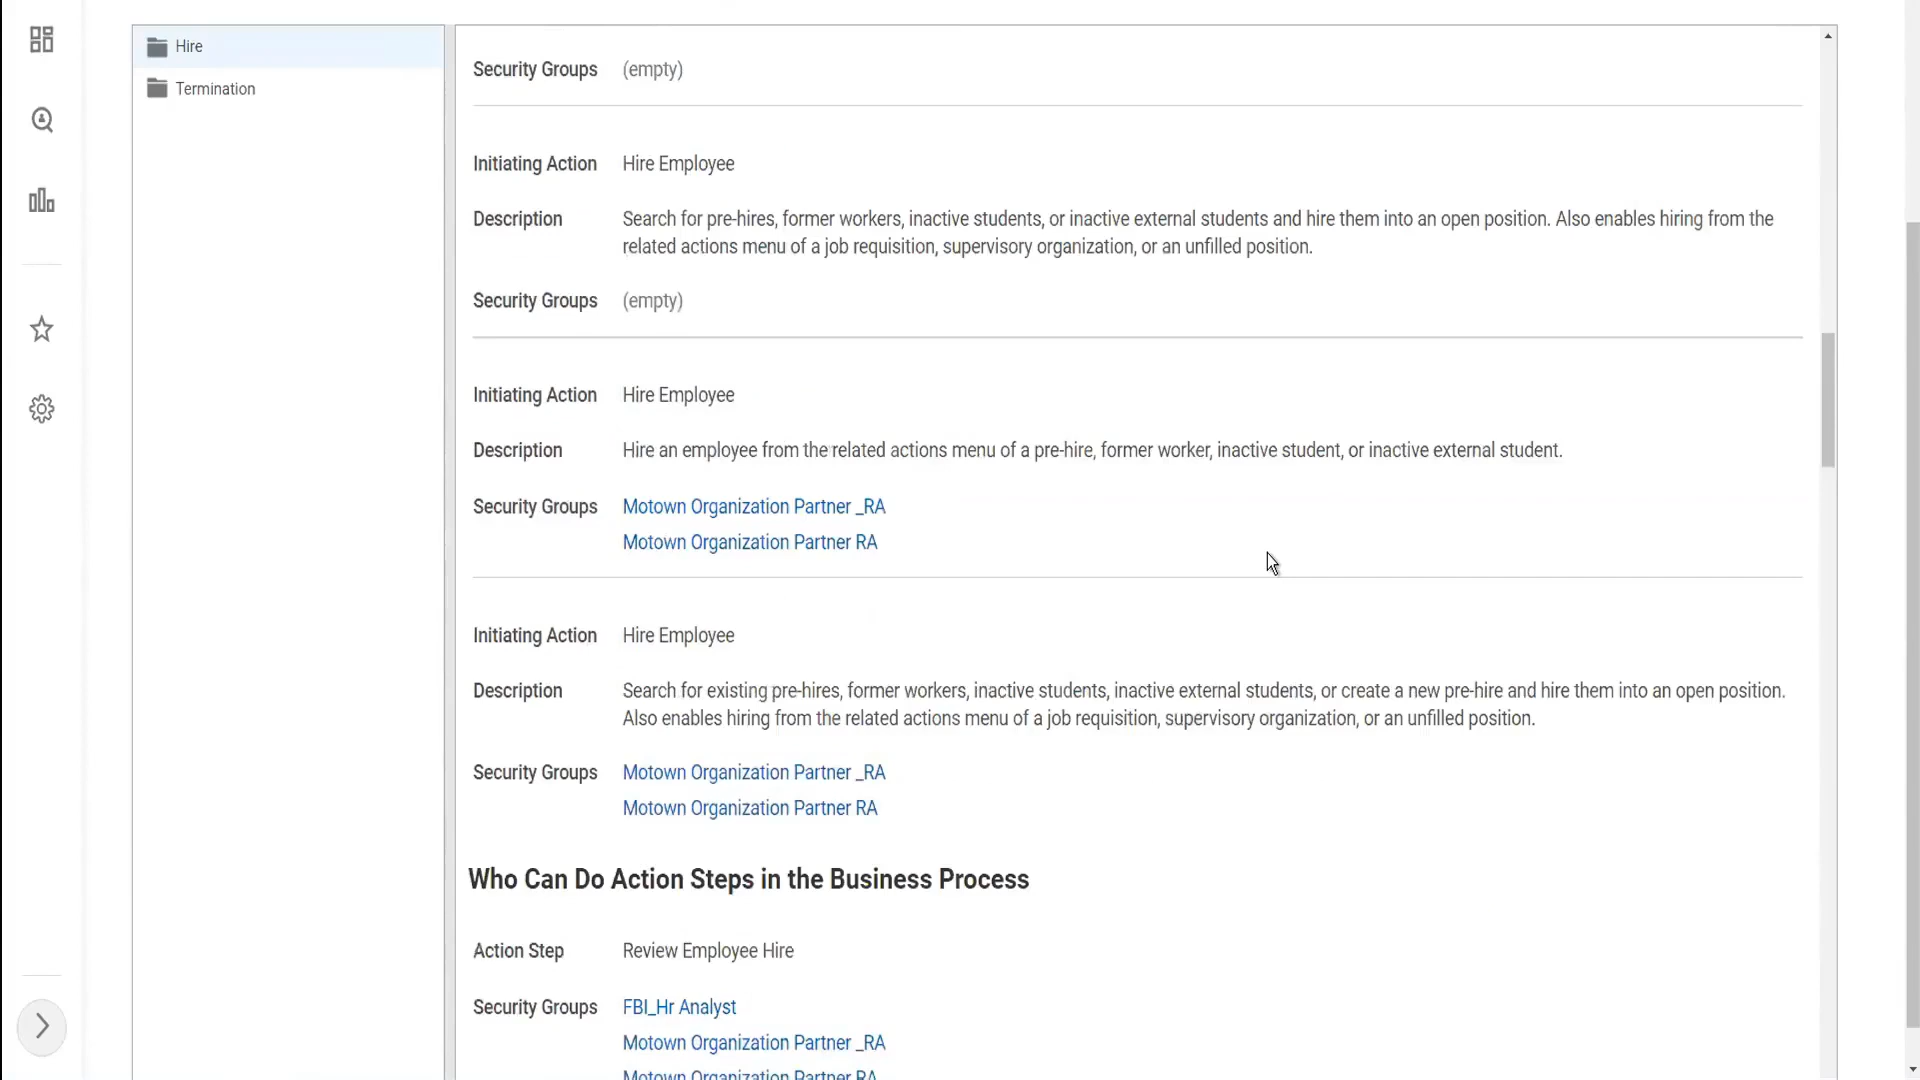 Hire
Termination
Security Groups (empty)
Initiating Action Hire Employee
Description Search for pre-hires, former workers, inactive students, or inactive external students and hire them into an open position. Also enables hiring from the
related actions menu of a job requisition, supervisory organization, or an unfilled position.
Security Groups (empty)
Initiating Action Hire Employee
Description Hire an employee from the related actions menu of a pre-hire, former worker, inactive student, or inactive external student.
Security Groups Motown Organization Partner _RA
Motown Organization Partner RA
Initiating Action Hire Employee
Description Search for existing pre-hires, former workers, inactive students, inactive external students, or create a new pre-hire and hire them into an open position.
Also enables hiring from the related actions menu of a job requisition, supervisory organization, or an unfilled position.
Security Groups Motown Organization Partner _RA
Motown Organization Partner RA
Who Can Do Action Steps in the Business Process
Action Step Review Employee Hire
Security Groups FBI_Hr Analyst
Motown Organization Partner _RA
Motown Organization Partner RA